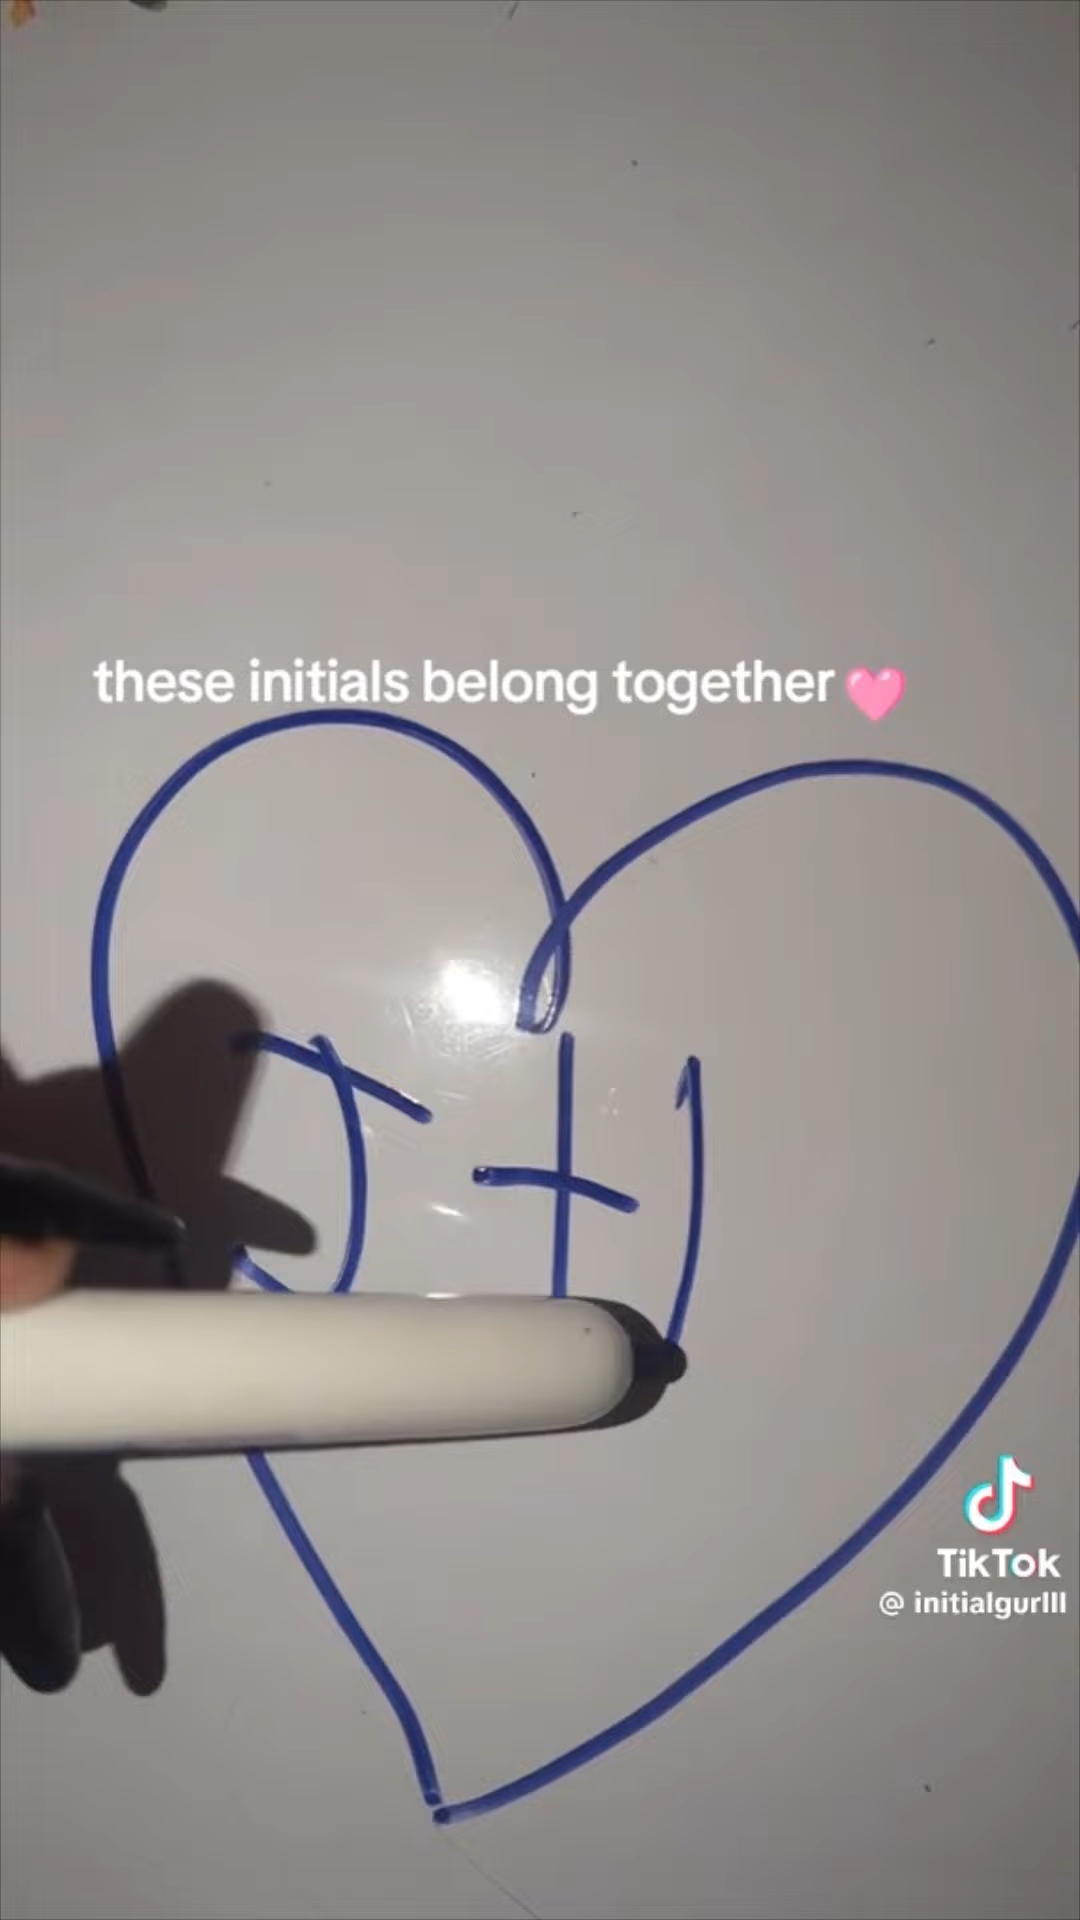 these initials belong together 🩷
J +
TikTok
@ initialgurlll